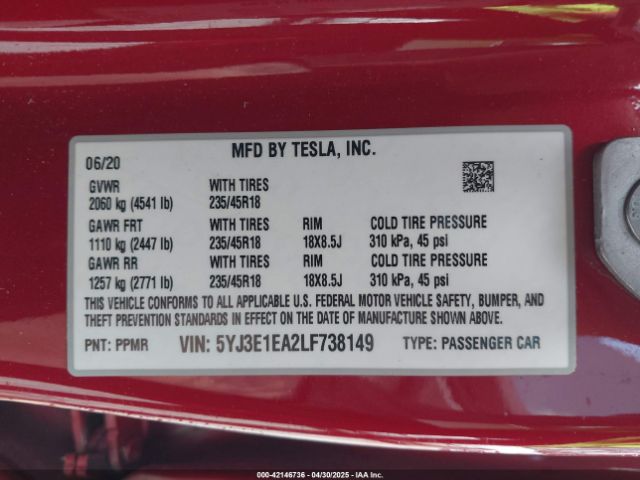 MFD BY TESLA, INC.
06/20
GVWR WITH TIRES
2060 kg (4541 lb) 235/45R18
GAWR FRT WITH TIRES RIM COLD TIRE PRESSURE
1110 kg (2447 lb) 235/45R18 18X8.5J 310 kPa, 45 psi
GAWR RR WITH TIRES RIM COLD TIRE PRESSURE
1257 kg (2771 lb) 235/45R18 18X8.5J 310 kPa, 45 psi
THIS VEHICLE CONFORMS TO ALL APPLICABLE U.S. FEDERAL MOTOR VEHICLE SAFETY, BUMPER, AND
THEFT PREVENTION STANDARDS IN EFFECT ON THE DATE OF MANUFACTURE SHOWN ABOVE.
PNT: PPMR VIN: 5YJ3E1EA2LF738149 TYPE: PASSENGER CAR
000-42146736 - 04/30/2025 - IAA Inc.